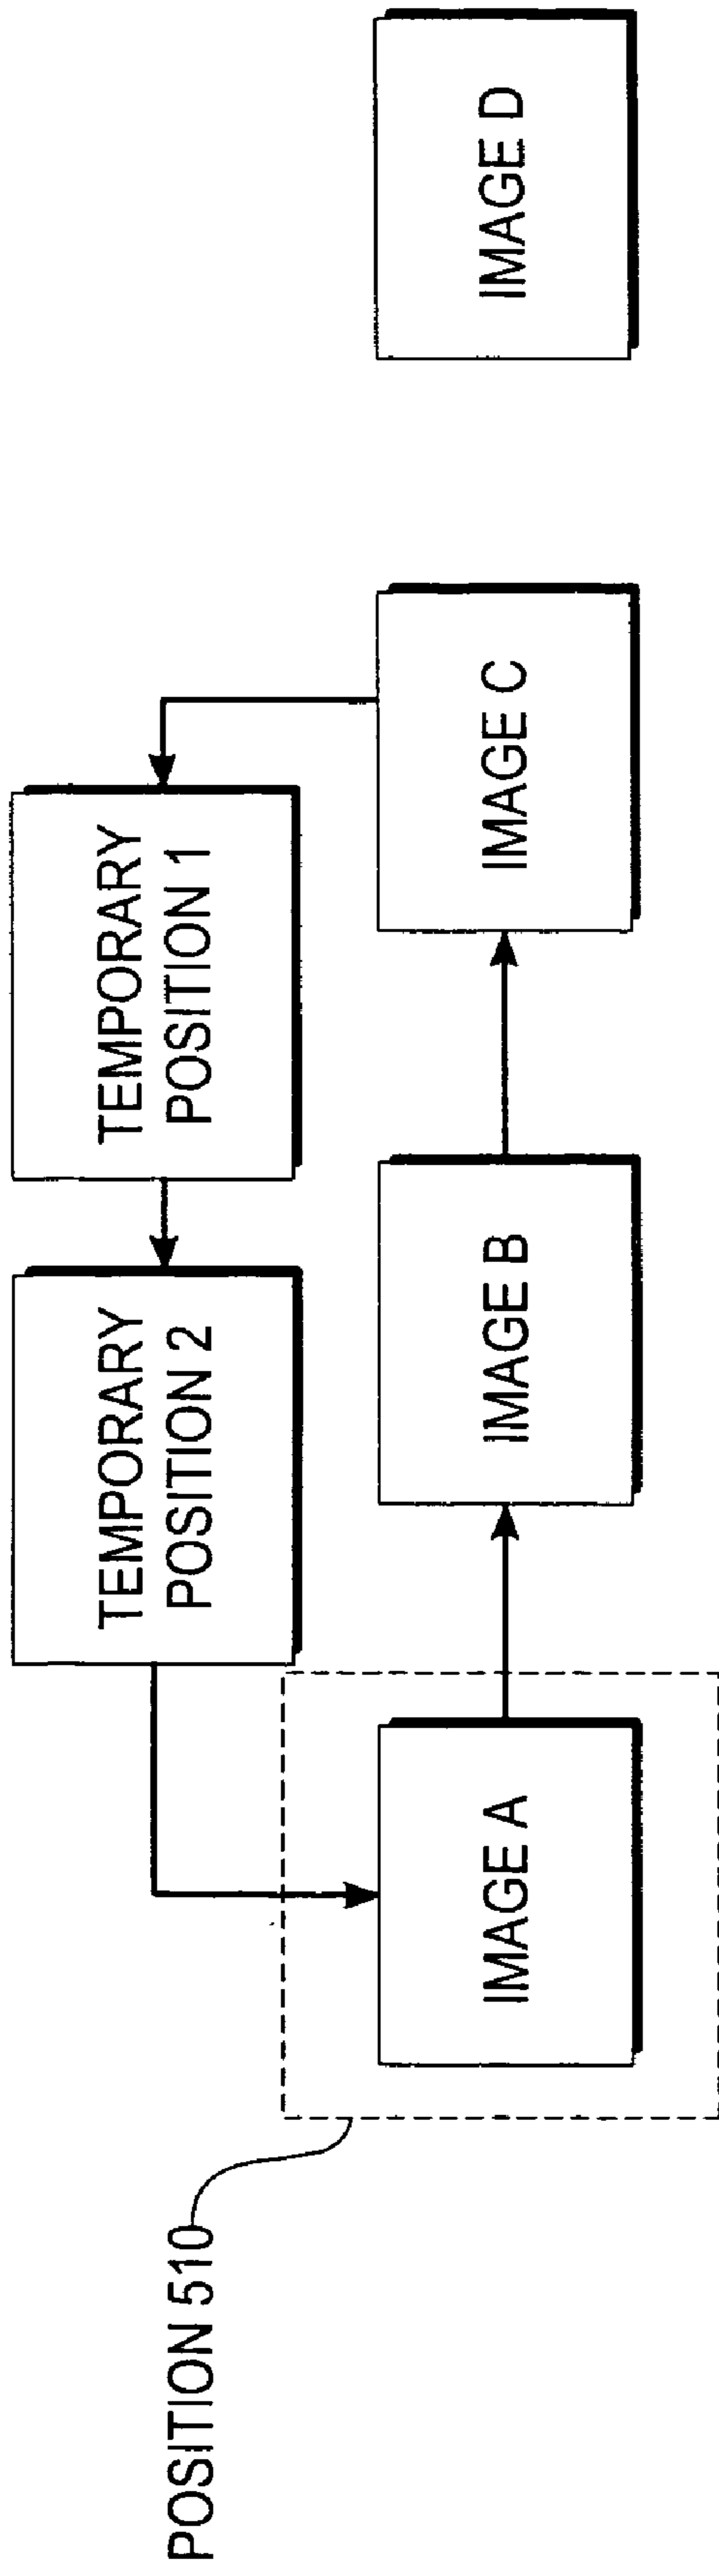 POSITION 510
TEMPORARY
POSITION 2
TEMPORARY
POSITION 1
IMAGE A
IMAGE B
IMAGE C
IMAGE D